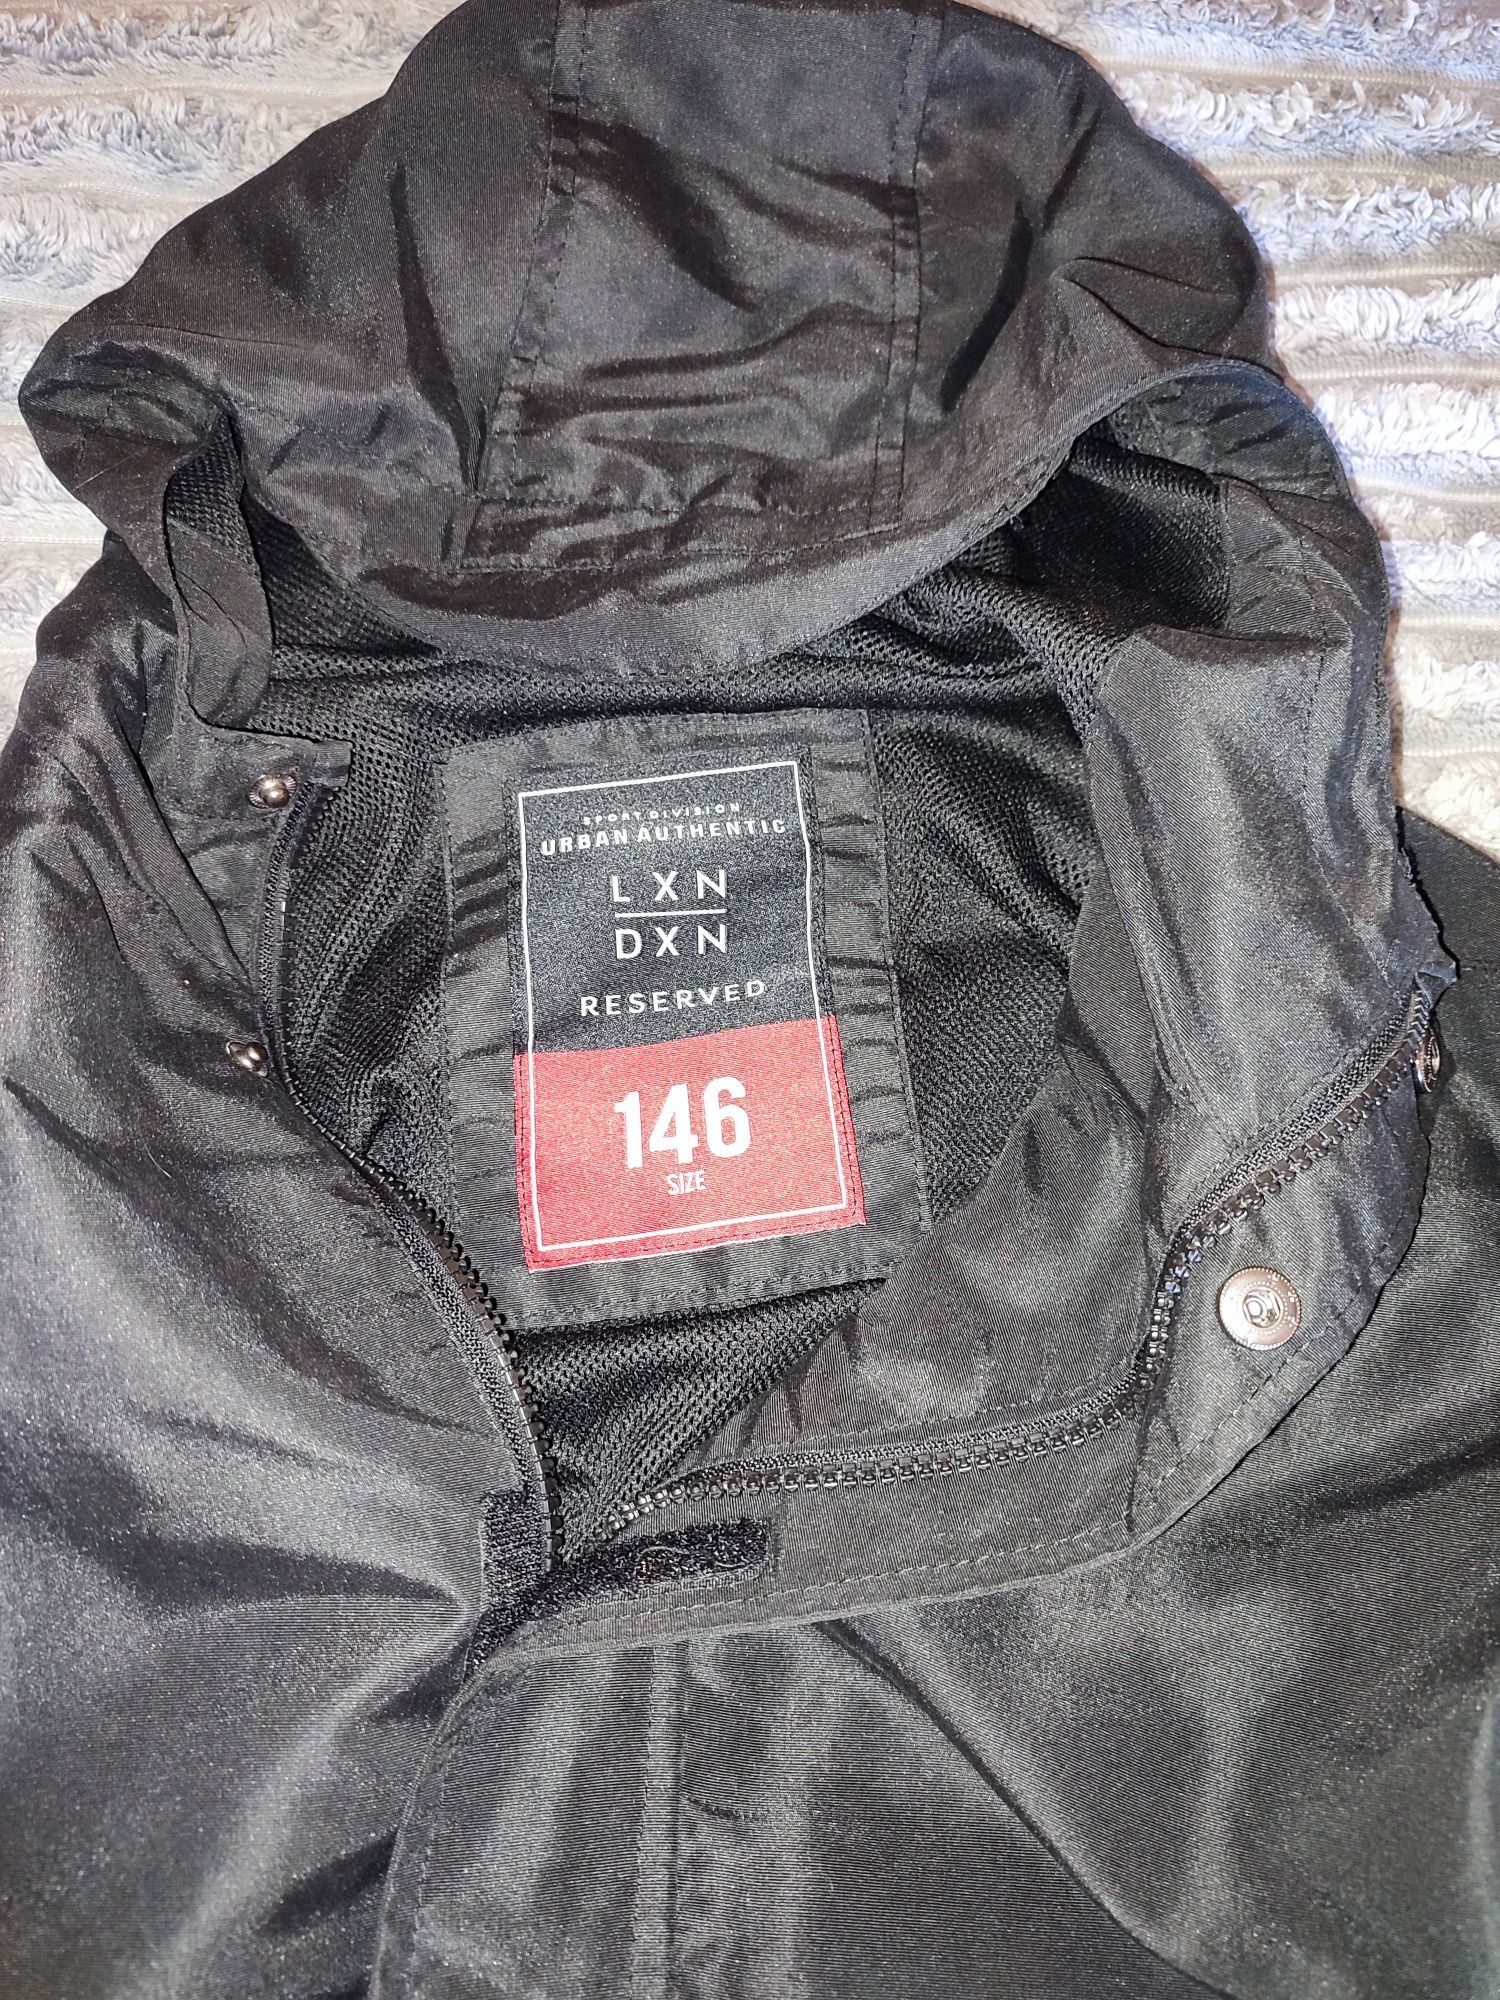 SPORT DIVISION
URBAN AUTHENTIC
LXN
DXN
RESERVED
146
SIZE